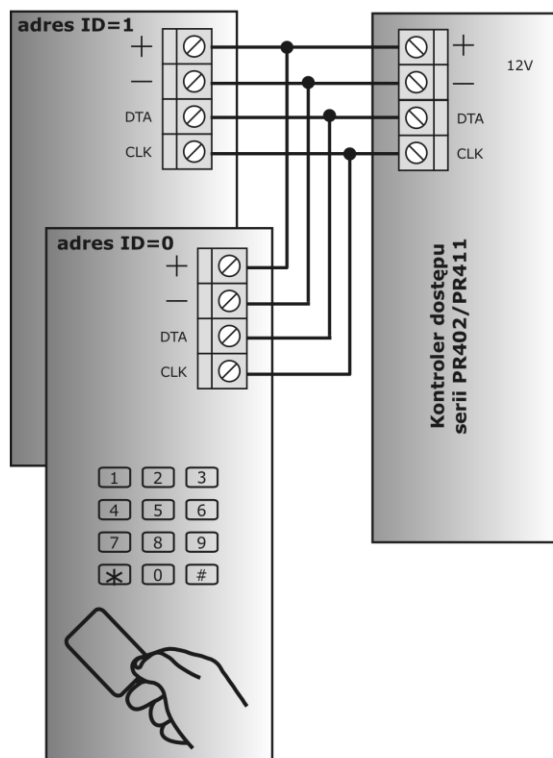 adres ID=1
+
—
DTA
CLK
+
—
DTA
CLK
12V
adres ID=0
+
—
DTA
CLK
Kontroler dostępu
serii PR402/PR411
1 2 3
4 5 6
7 8 9
* 0 #